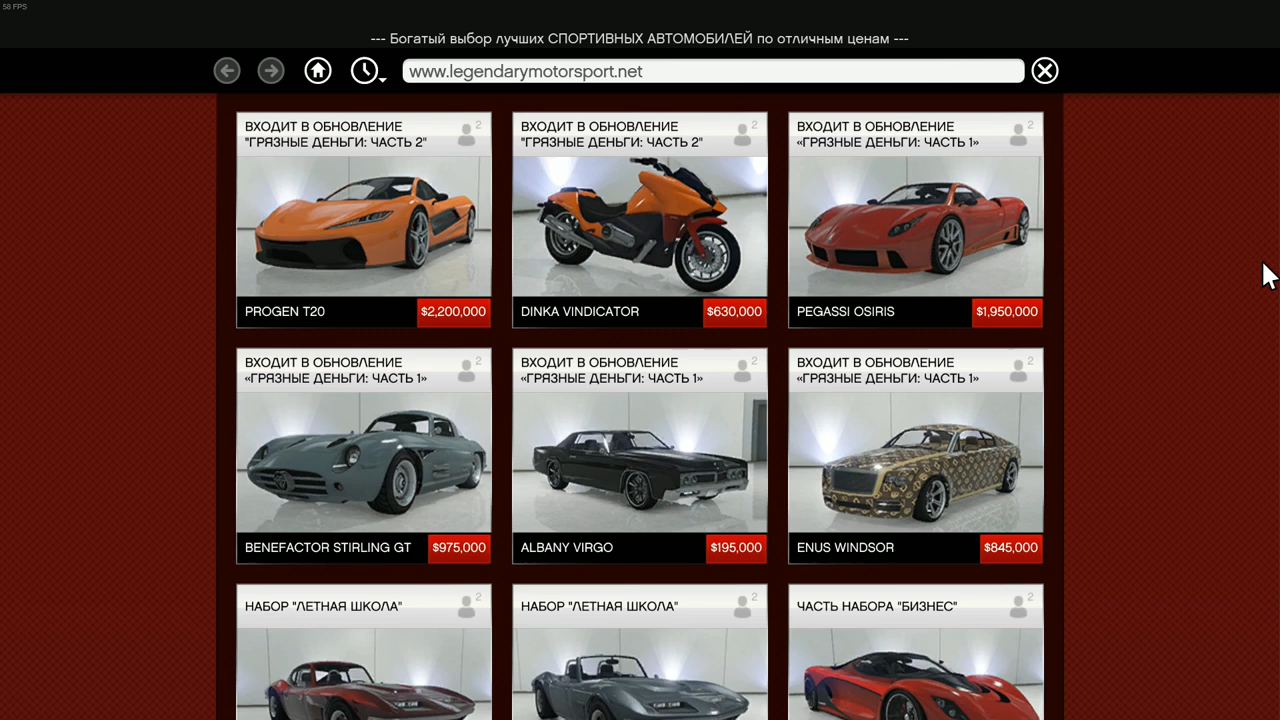 58 FPS
--- Богатый выбор лучших СПОРТИВНЫХ АВТОМОБИЛЕЙ по отличным ценам ---
www.legendarymotorsport.net
ВХОДИТ В ОБНОВЛЕНИЕ
"ГРЯЗНЫЕ ДЕНЬГИ: ЧАСТЬ 2"
2
PROGEN T20
$2,200,000
ВХОДИТ В ОБНОВЛЕНИЕ
"ГРЯЗНЫЕ ДЕНЬГИ: ЧАСТЬ 2"
2
DINKA VINDICATOR
$630,000
ВХОДИТ В ОБНОВЛЕНИЕ
«ГРЯЗНЫЕ ДЕНЬГИ: ЧАСТЬ 1»
2
PEGASSI OSIRIS
$1,950,000
ВХОДИТ В ОБНОВЛЕНИЕ
«ГРЯЗНЫЕ ДЕНЬГИ: ЧАСТЬ 1»
2
BENEFACTOR STIRLING GT
$975,000
ВХОДИТ В ОБНОВЛЕНИЕ
«ГРЯЗНЫЕ ДЕНЬГИ: ЧАСТЬ 1»
2
ALBANY VIRGO
$195,000
ВХОДИТ В ОБНОВЛЕНИЕ
«ГРЯЗНЫЕ ДЕНЬГИ: ЧАСТЬ 1»
2
ENUS WINDSOR
$845,000
НАБОР "ЛЕТНАЯ ШКОЛА"
2
НАБОР "ЛЕТНАЯ ШКОЛА"
2
ЧАСТЬ НАБОРА "БИЗНЕС"
2